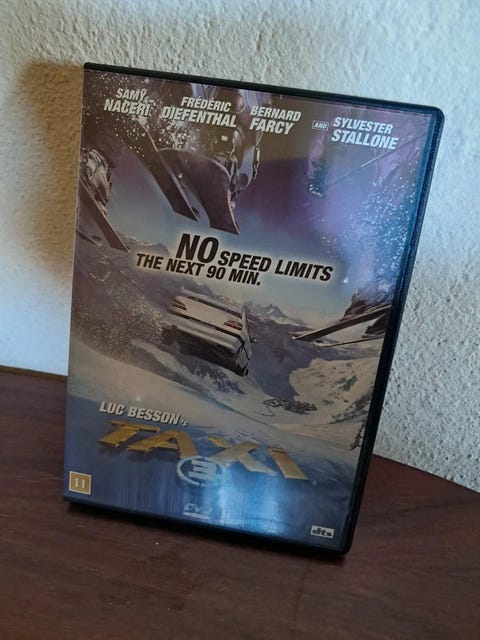 SAMY NACERI
FRÉDÉRIC DIEFENTHAL
BERNARD FARCY
AND SYLVESTER STALLONE
NO SPEED LIMITS
THE NEXT 90 MIN.
LUC BESSON's
TAXI
3
11
DVD
dts